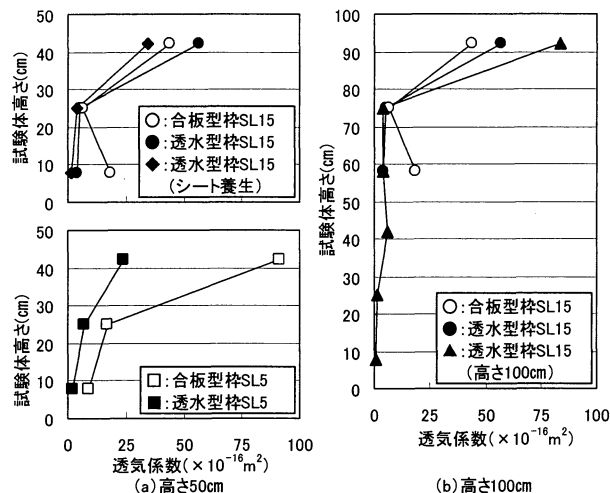 試験体高さ(cm)
50
40
30
20
10
0
○:合板型枠SL15
●:透水型枠SL15
◆:透水型枠SL15
(シート養生)
試験体高さ(cm)
50
40
30
20
10
0
□:合板型枠SL5
■:透水型枠SL5
0 25 50 75 100
透気係数(×10⁻¹⁶m²)
(a)高さ50cm
試験体高さ(cm)
100
90
80
70
60
50
40
30
20
10
0
○:合板型枠SL15
●:透水型枠SL15
▲:透水型枠SL15
(高さ100cm)
0 25 50 75 100
透気係数(×10⁻¹⁶m²)
(b)高さ100cm